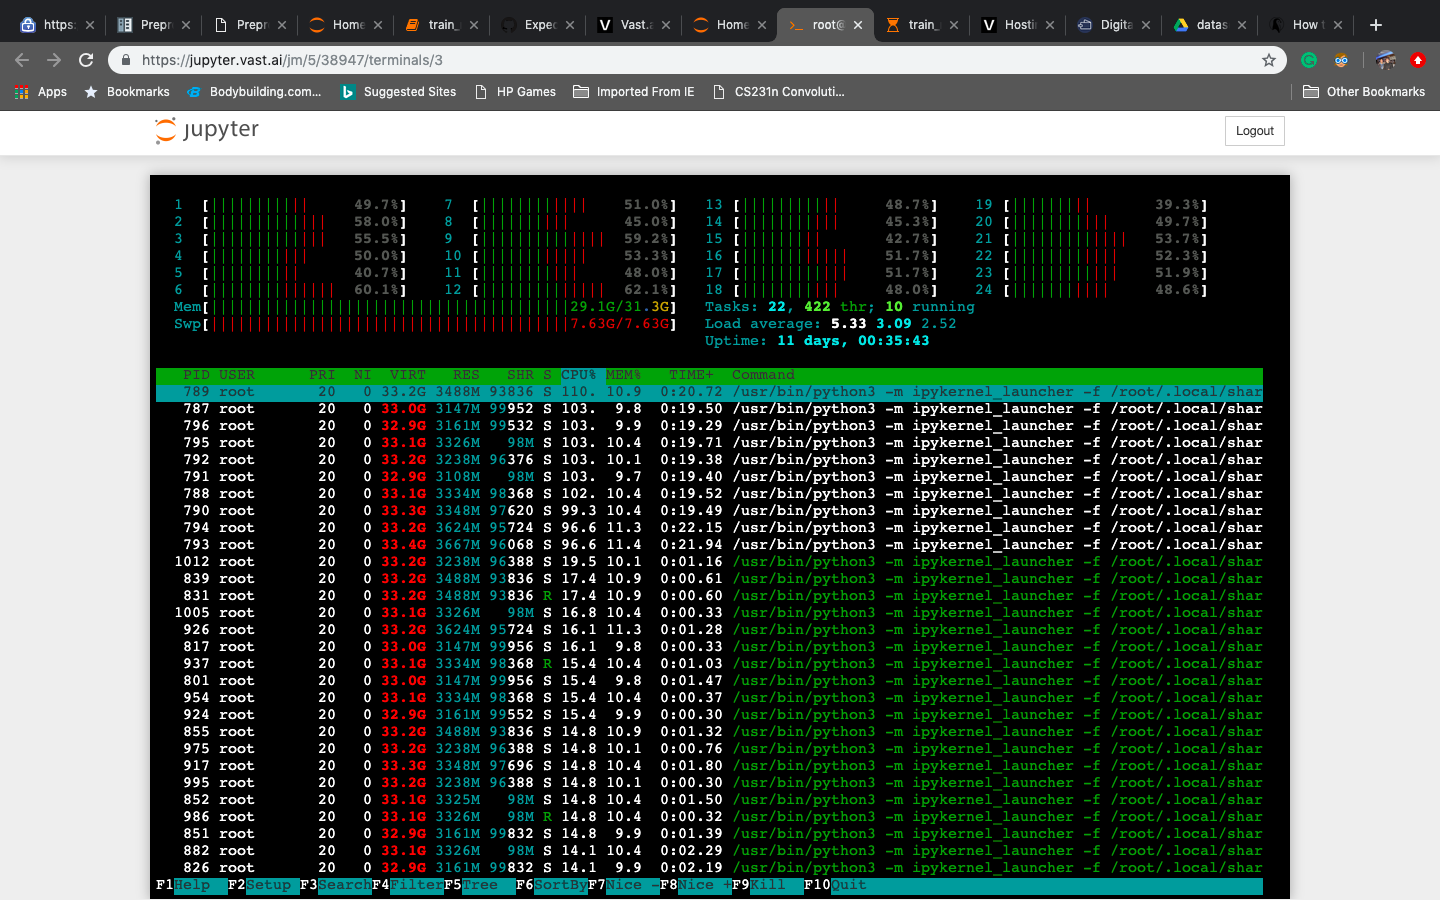 https: Prepr Prepr Home train_ Exped Vast.a Home root@ train_ Hostin Digita datas How t
https://jupyter.vast.ai/jm/5/38947/terminals/3
Apps Bookmarks Bodybuilding.com... Suggested Sites HP Games Imported From IE CS231n Convoluti... Other Bookmarks
jupyter Logout
1 [ 49.7%] 7 [ 51.0%] 13 [ 48.7%] 19 [ 39.3%]
2 [ 58.0%] 8 [ 45.0%] 14 [ 45.3%] 20 [ 49.7%]
3 [ 55.5%] 9 [ 59.2%] 15 [ 42.7%] 21 [ 53.7%]
4 [ 50.0%] 10 [ 53.3%] 16 [ 51.7%] 22 [ 52.3%]
5 [ 40.7%] 11 [ 48.0%] 17 [ 51.7%] 23 [ 51.9%]
6 [ 60.1%] 12 [ 62.1%] 18 [ 48.0%] 24 [ 48.6%]
Mem[ 29.1G/31.3G] Tasks: 22, 422 thr; 10 running
Swp[ 7.63G/7.63G] Load average: 5.33 3.09 2.52
Uptime: 11 days, 00:35:43
PID USER PRI NI VIRT RES SHR S CPU% MEM% TIME+ Command
789 root 20 0 33.2G 3488M 93836 S 110. 10.9 0:20.72 /usr/bin/python3 -m ipykernel_launcher -f /root/.local/shar
787 root 20 0 33.0G 3147M 99952 S 103. 9.8 0:19.50 /usr/bin/python3 -m ipykernel_launcher -f /root/.local/shar
796 root 20 0 32.9G 3161M 99532 S 103. 9.9 0:19.29 /usr/bin/python3 -m ipykernel_launcher -f /root/.local/shar
795 root 20 0 33.1G 3326M 98M S 103. 10.4 0:19.71 /usr/bin/python3 -m ipykernel_launcher -f /root/.local/shar
792 root 20 0 33.2G 3238M 96376 S 103. 10.1 0:19.38 /usr/bin/python3 -m ipykernel_launcher -f /root/.local/shar
791 root 20 0 32.9G 3108M 98M S 103. 9.7 0:19.40 /usr/bin/python3 -m ipykernel_launcher -f /root/.local/shar
788 root 20 0 33.1G 3334M 98368 S 102. 10.4 0:19.52 /usr/bin/python3 -m ipykernel_launcher -f /root/.local/shar
790 root 20 0 33.3G 3348M 97620 S 99.3 10.4 0:19.49 /usr/bin/python3 -m ipykernel_launcher -f /root/.local/shar
794 root 20 0 33.2G 3624M 95724 S 96.6 11.3 0:22.15 /usr/bin/python3 -m ipykernel_launcher -f /root/.local/shar
793 root 20 0 33.4G 3667M 96068 S 96.6 11.4 0:21.94 /usr/bin/python3 -m ipykernel_launcher -f /root/.local/shar
1012 root 20 0 33.2G 3238M 96388 S 19.5 10.1 0:01.16 /usr/bin/python3 -m ipykernel_launcher -f /root/.local/shar
839 root 20 0 33.2G 3488M 93836 S 17.4 10.9 0:00.61 /usr/bin/python3 -m ipykernel_launcher -f /root/.local/shar
831 root 20 0 33.2G 3488M 93836 R 17.4 10.9 0:00.60 /usr/bin/python3 -m ipykernel_launcher -f /root/.local/shar
1005 root 20 0 33.1G 3326M 98M S 16.8 10.4 0:00.33 /usr/bin/python3 -m ipykernel_launcher -f /root/.local/shar
926 root 20 0 33.2G 3624M 95724 S 16.1 11.3 0:01.28 /usr/bin/python3 -m ipykernel_launcher -f /root/.local/shar
817 root 20 0 33.0G 3147M 99956 S 16.1 9.8 0:00.33 /usr/bin/python3 -m ipykernel_launcher -f /root/.local/shar
937 root 20 0 33.1G 3334M 98368 R 15.4 10.4 0:01.03 /usr/bin/python3 -m ipykernel_launcher -f /root/.local/shar
801 root 20 0 33.0G 3147M 99956 S 15.4 9.8 0:01.47 /usr/bin/python3 -m ipykernel_launcher -f /root/.local/shar
954 root 20 0 33.1G 3334M 98368 S 15.4 10.4 0:00.37 /usr/bin/python3 -m ipykernel_launcher -f /root/.local/shar
924 root 20 0 32.9G 3161M 99552 S 15.4 9.9 0:00.30 /usr/bin/python3 -m ipykernel_launcher -f /root/.local/shar
855 root 20 0 33.2G 3488M 93836 S 14.8 10.9 0:01.32 /usr/bin/python3 -m ipykernel_launcher -f /root/.local/shar
975 root 20 0 33.2G 3238M 96388 S 14.8 10.1 0:00.76 /usr/bin/python3 -m ipykernel_launcher -f /root/.local/shar
917 root 20 0 33.3G 3348M 97696 S 14.8 10.4 0:01.80 /usr/bin/python3 -m ipykernel_launcher -f /root/.local/shar
995 root 20 0 33.2G 3238M 96388 S 14.8 10.1 0:00.30 /usr/bin/python3 -m ipykernel_launcher -f /root/.local/shar
852 root 20 0 33.1G 3325M 98M S 14.8 10.4 0:01.50 /usr/bin/python3 -m ipykernel_launcher -f /root/.local/shar
986 root 20 0 33.1G 3326M 98M R 14.8 10.4 0:00.32 /usr/bin/python3 -m ipykernel_launcher -f /root/.local/shar
851 root 20 0 32.9G 3161M 99832 S 14.8 9.9 0:01.39 /usr/bin/python3 -m ipykernel_launcher -f /root/.local/shar
882 root 20 0 33.1G 3326M 98M S 14.1 10.4 0:02.29 /usr/bin/python3 -m ipykernel_launcher -f /root/.local/shar
826 root 20 0 32.9G 3161M 99832 S 14.1 9.9 0:02.19 /usr/bin/python3 -m ipykernel_launcher -f /root/.local/shar
F1Help F2Setup F3SearchF4FilterF5Tree F6SortByF7Nice -F8Nice +F9Kill F10Quit